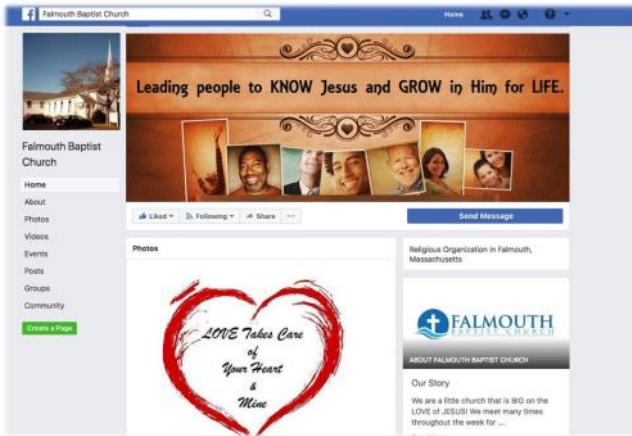 Falmouth Baptist Church
Home
Leading people to KNOW Jesus and GROW in Him for LIFE.
Falmouth Baptist
Church
Home
About
Photos
Videos
Events
Posts
Groups
Community
Create a Page
Liked
Following
Share
Send Message
Photos
LOVE Takes Care
of
Your Heart
&
Mine
Religious Organization in Falmouth,
Massachusetts
FALMOUTH
BAPTIST CHURCH
ABOUT FALMOUTH BAPTIST CHURCH
Our Story
We are a little church that is BIG on the
LOVE of JESUS! We meet many times
throughout the week for ...